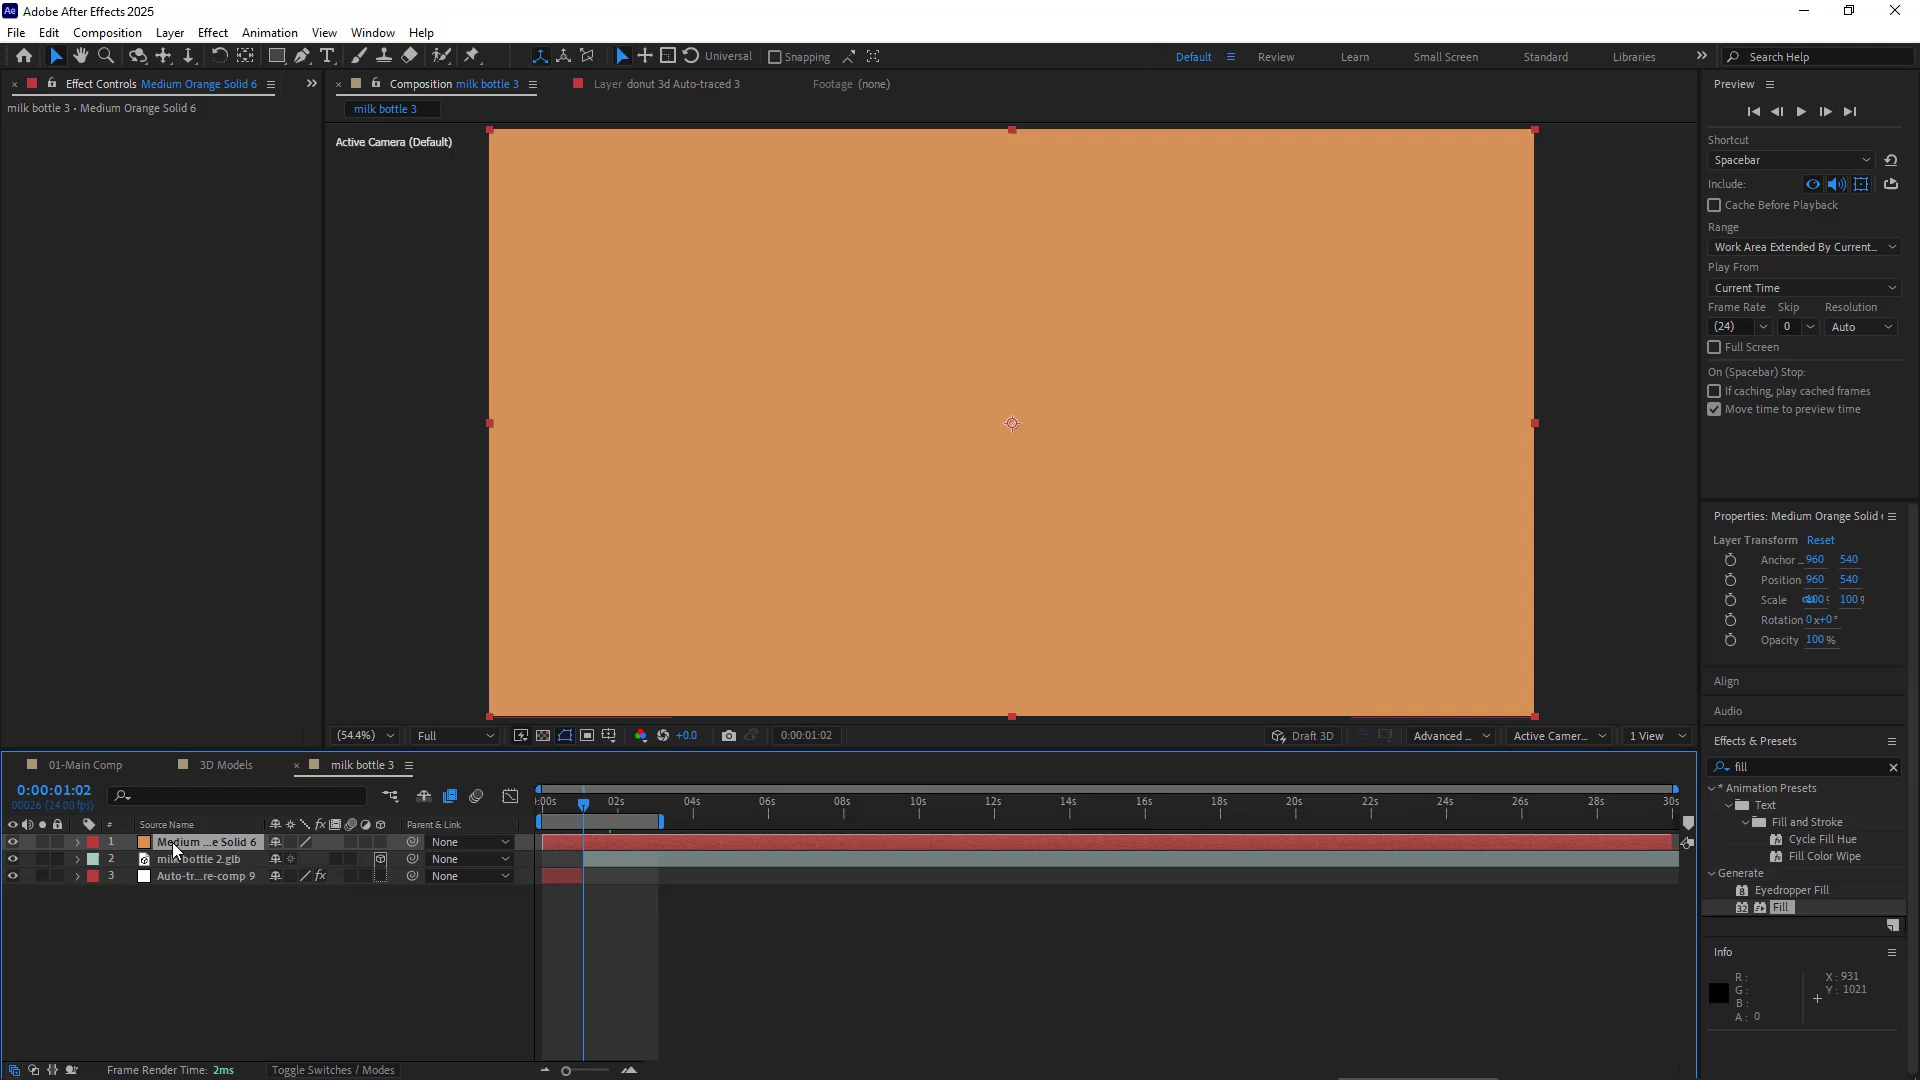 Adobe After Effects 2025
File Edit Composition Layer Effect Animation View Window Help
Universal Snapping Default Review Learn Small Screen Standard Libraries Search Help
Effect Controls Medium Orange Solid 6
milk bottle 3 • Medium Orange Solid 6
Composition milk bottle 3 Layer donut 3d Auto-traced 3 Footage (none)
milk bottle 3
Active Camera (Default)
(54.4%) Full +0.0 0:00:01:02 Draft 3D Advanced ... Active Camer... 1 View
Preview
Shortcut
Spacebar
Include:
Cache Before Playback
Range
Work Area Extended By Current...
Play From
Current Time
Frame Rate Skip Resolution
(24) 0 Auto
Full Screen
On (Spacebar) Stop:
If caching, play cached frames
Move time to preview time
Properties: Medium Orange Solid
Layer Transform Reset
Anchor ... 960 540
Position 960 540
Scale 100 100
Rotation 0x+0°
Opacity 100 %
Align
Audio
Effects & Presets
fill
* Animation Presets
Text
Fill and Stroke
Cycle Fill Hue
Fill Color Wipe
Generate
Eyedropper Fill
Fill
Info
R :
G :
B :
A : 0
X : 931
Y : 1021
01-Main Comp 3D Models milk bottle 3
0:00:01:02
00026 (24.00 fps)
:00s 02s 04s 06s 08s 10s 12s 14s 16s 18s 20s 22s 24s 26s 28s 30s
# Source Name fx Parent & Link
1 Medium ...e Solid 6 None
2 milk bottle 2.glb None
3 Auto-tr...re-comp 9 fx None
Frame Render Time: 2ms Toggle Switches / Modes